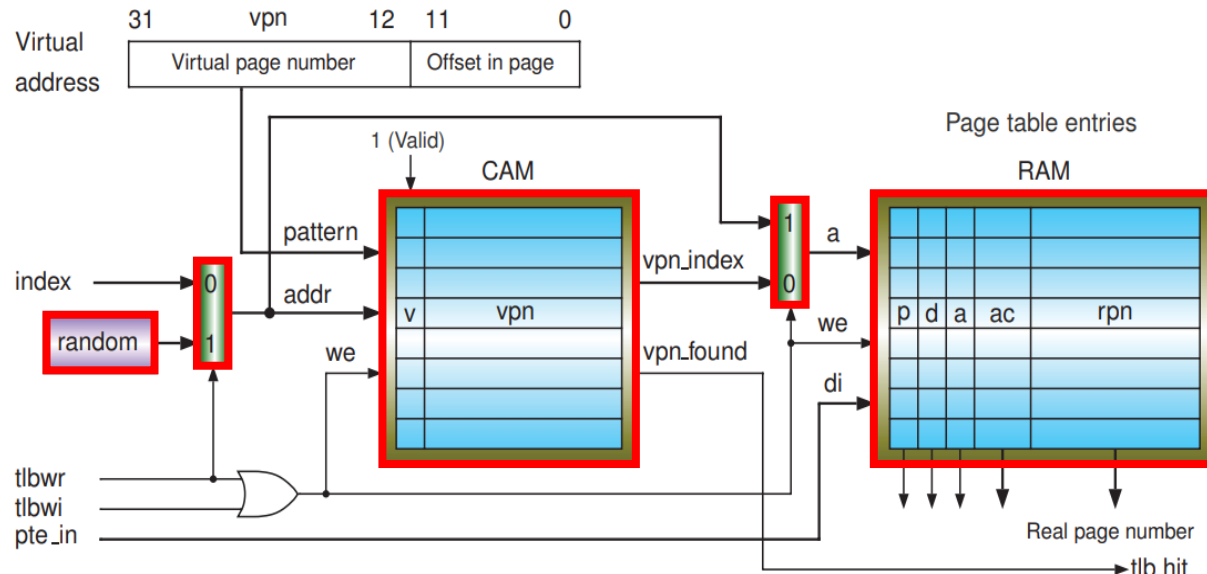 31 vpn 12 11 0
Virtual address
Virtual page number
Offset in page
1 (Valid)
CAM
Page table entries
RAM
pattern
index
0
addr
random
1
we
v
vpn
vpn_index
vpn_found
1
0
a
we
di
p d a ac rpn
tlbwr
tlbwi
pte_in
Real page number
tlb hit